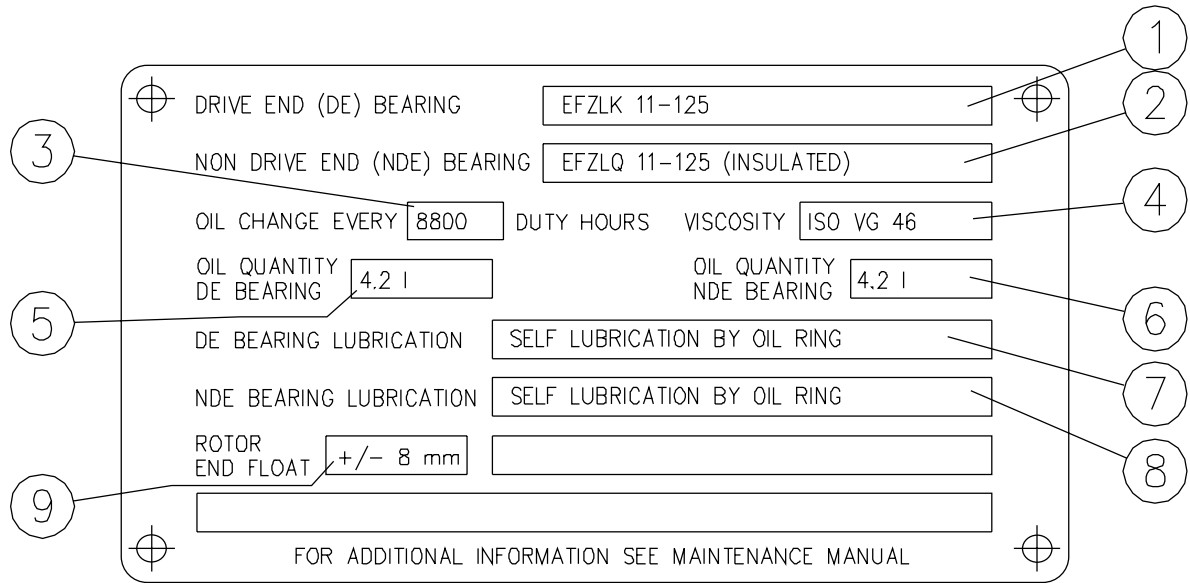 1
DRIVE END (DE) BEARING EFZLK 11-125
2
3
NON DRIVE END (NDE) BEARING EFZLQ 11-125 (INSULATED)
OIL CHANGE EVERY 8800 DUTY HOURS VISCOSITY ISO VG 46
4
OIL QUANTITY
DE BEARING 4.2 l
OIL QUANTITY
NDE BEARING 4.2 l
5
6
DE BEARING LUBRICATION SELF LUBRICATION BY OIL RING
7
NDE BEARING LUBRICATION SELF LUBRICATION BY OIL RING
ROTOR
END FLOAT +/- 8 mm
8
9
FOR ADDITIONAL INFORMATION SEE MAINTENANCE MANUAL